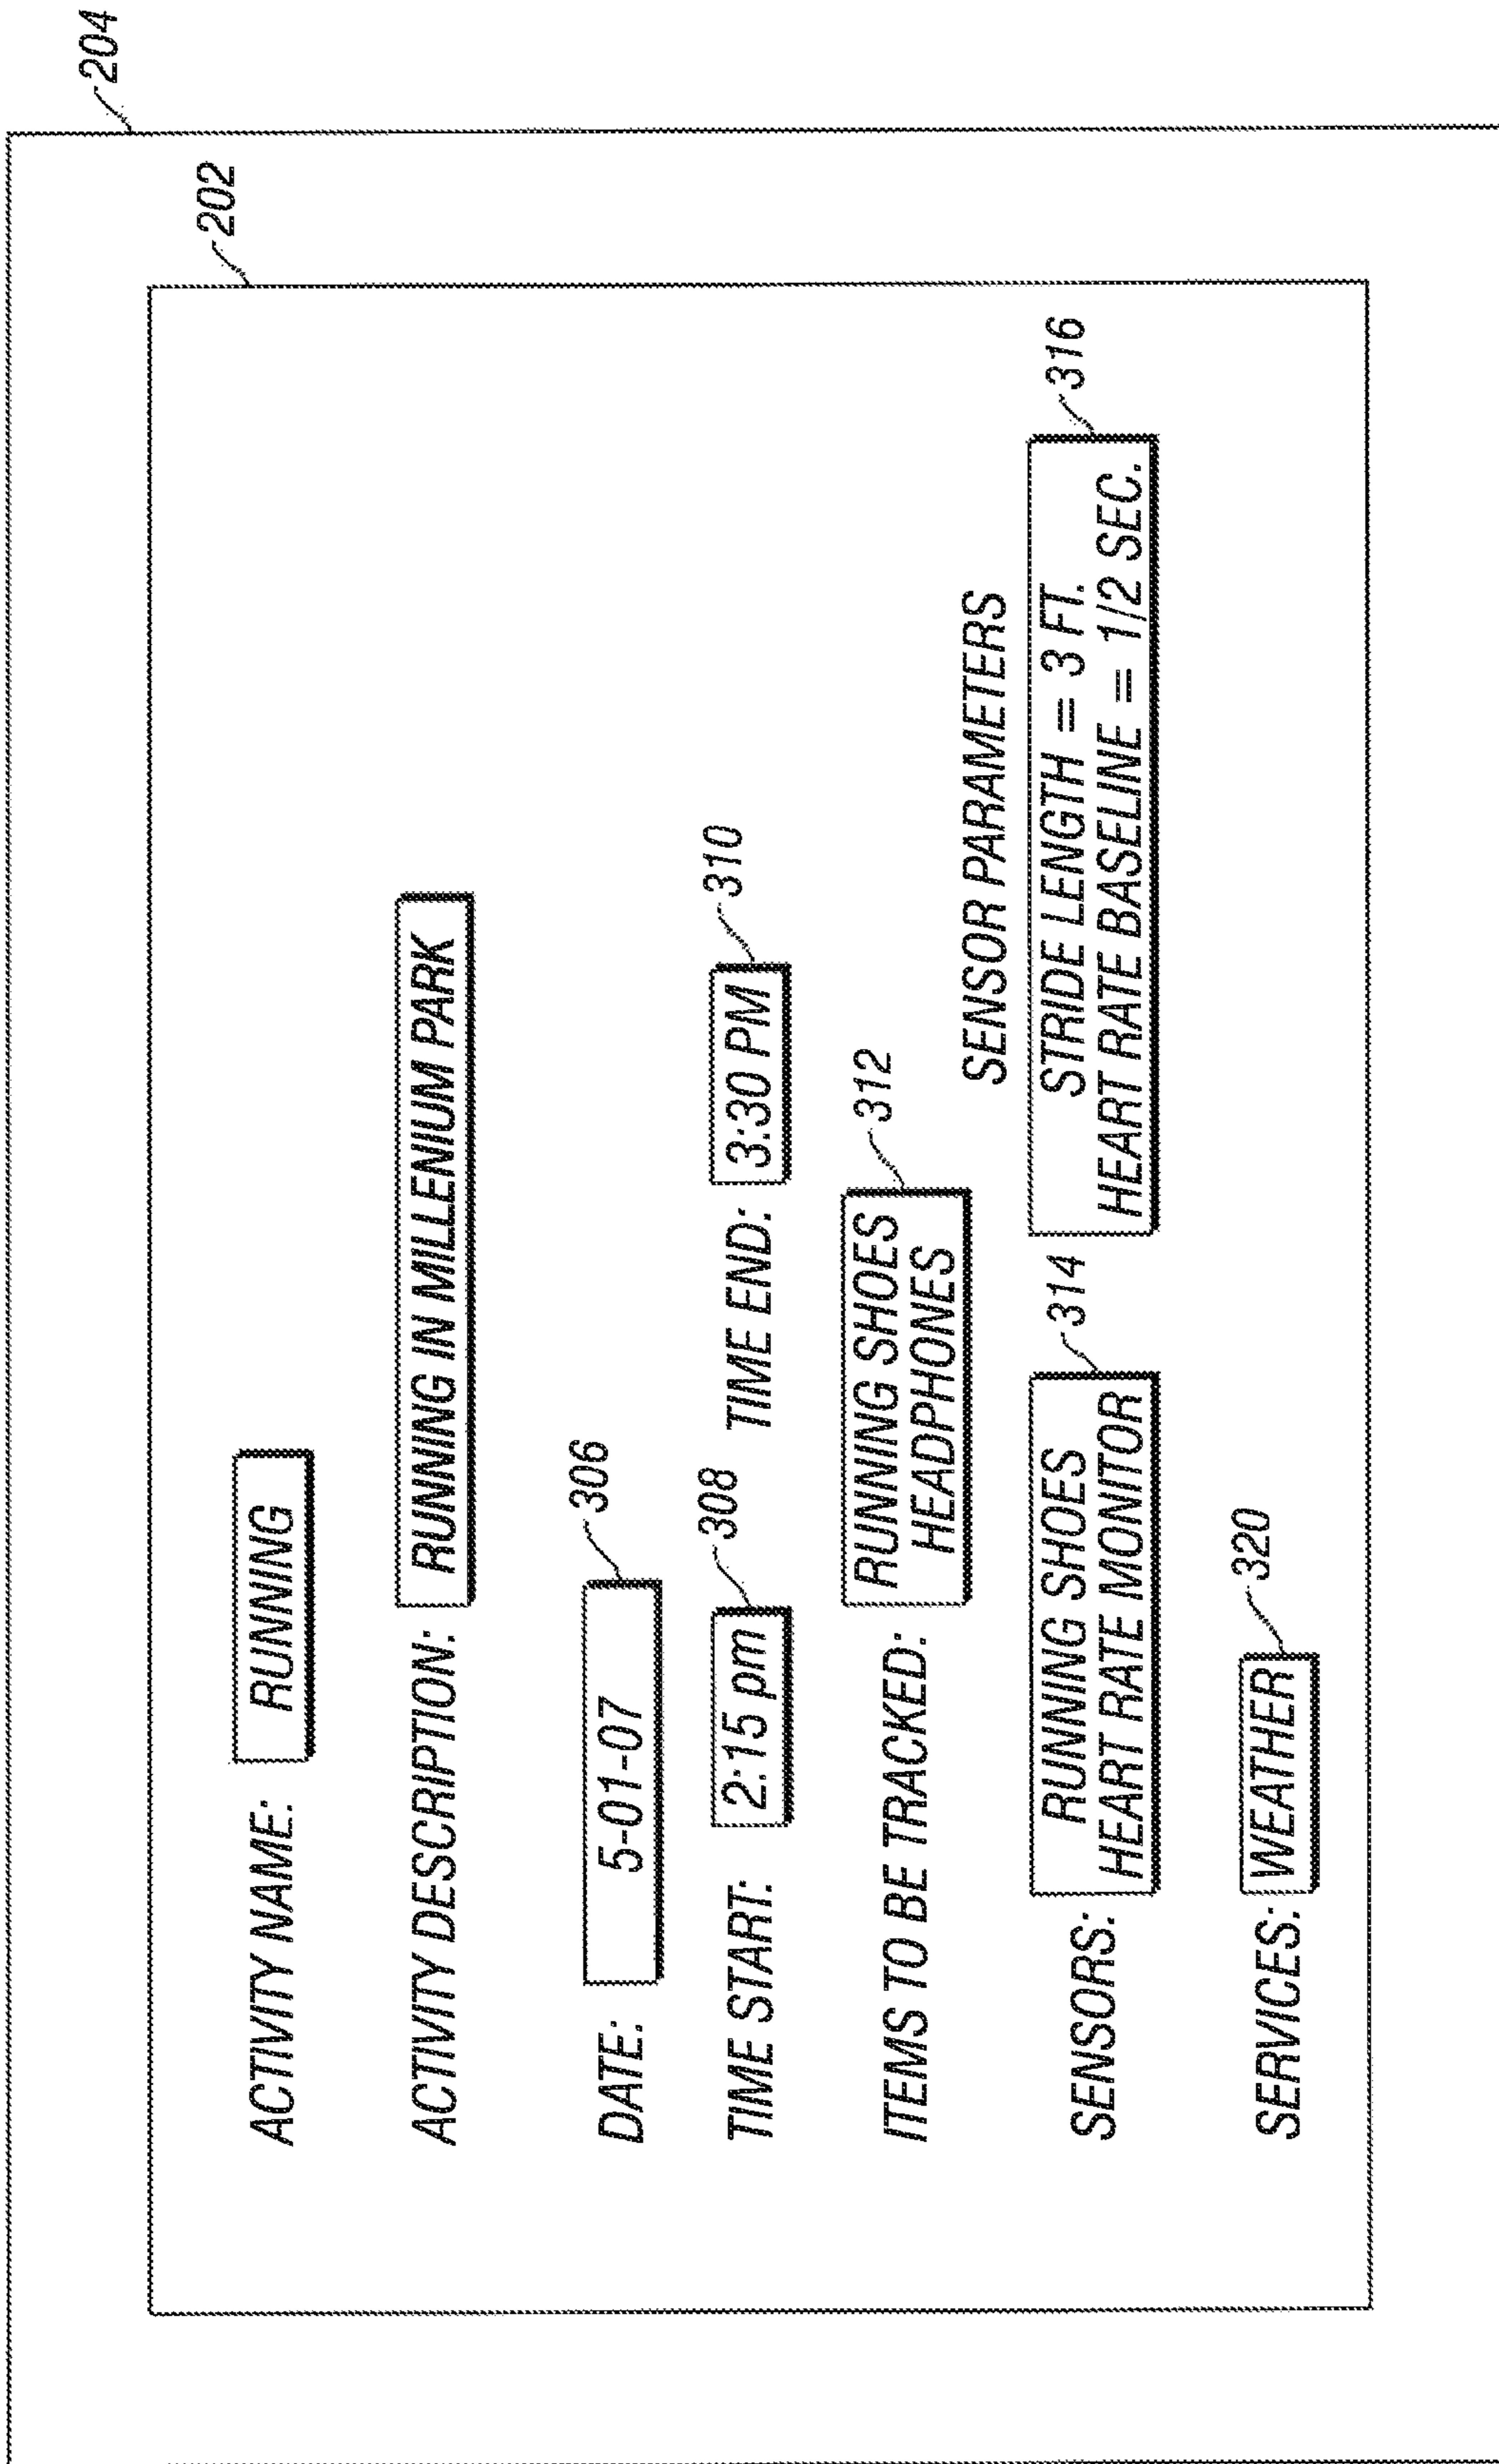 204
202
ACTIVITY NAME: RUNNING
ACTIVITY DESCRIPTION: RUNNING IN MILLENIUM PARK
DATE: 5-01-07 306
TIME START: 2:15 pm 308 TIME END: 3:30 PM 310
ITEMS TO BE TRACKED: RUNNING SHOES 312
HEADPHONES
SENSOR PARAMETERS
SENSORS: RUNNING SHOES 314 STRIDE LENGTH = 3 FT. 316
HEART RATE MONITOR HEART RATE BASELINE = 1/2 SEC.
SERVICES: WEATHER 320